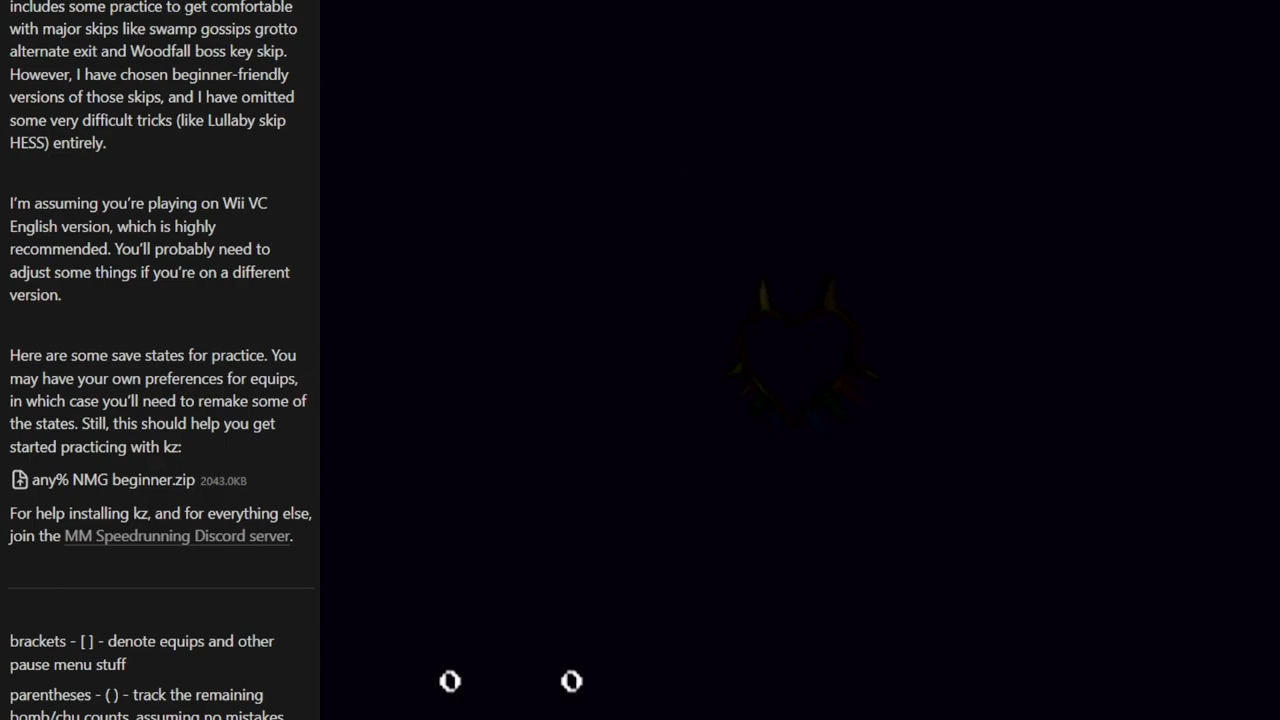 includes some practice to get comfortable
with major skips like swamp gossips grotto
alternate exit and Woodfall boss key skip.
However, I have chosen beginner-friendly
versions of those skips, and I have omitted
some very difficult tricks (like Lullaby skip
HESS) entirely.
I'm assuming you're playing on Wii VC
English version, which is highly
recommended. You'll probably need to
adjust some things if you're on a different
version.
Here are some save states for practice. You
may have your own preferences for equips,
in which case you'll need to remake some of
the states. Still, this should help you get
started practicing with kz:
any% NMG beginner.zip 2043.0KB
For help installing kz, and for everything else,
join the MM Speedrunning Discord server.
brackets - [ ] - denote equips and other
pause menu stuff
parentheses - ( ) - track the remaining
bomb/chu counts, assuming no mistakes
0 0